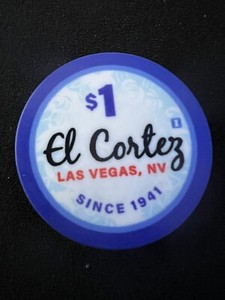 $1
El Cortez
LAS VEGAS, NV
SINCE 1941